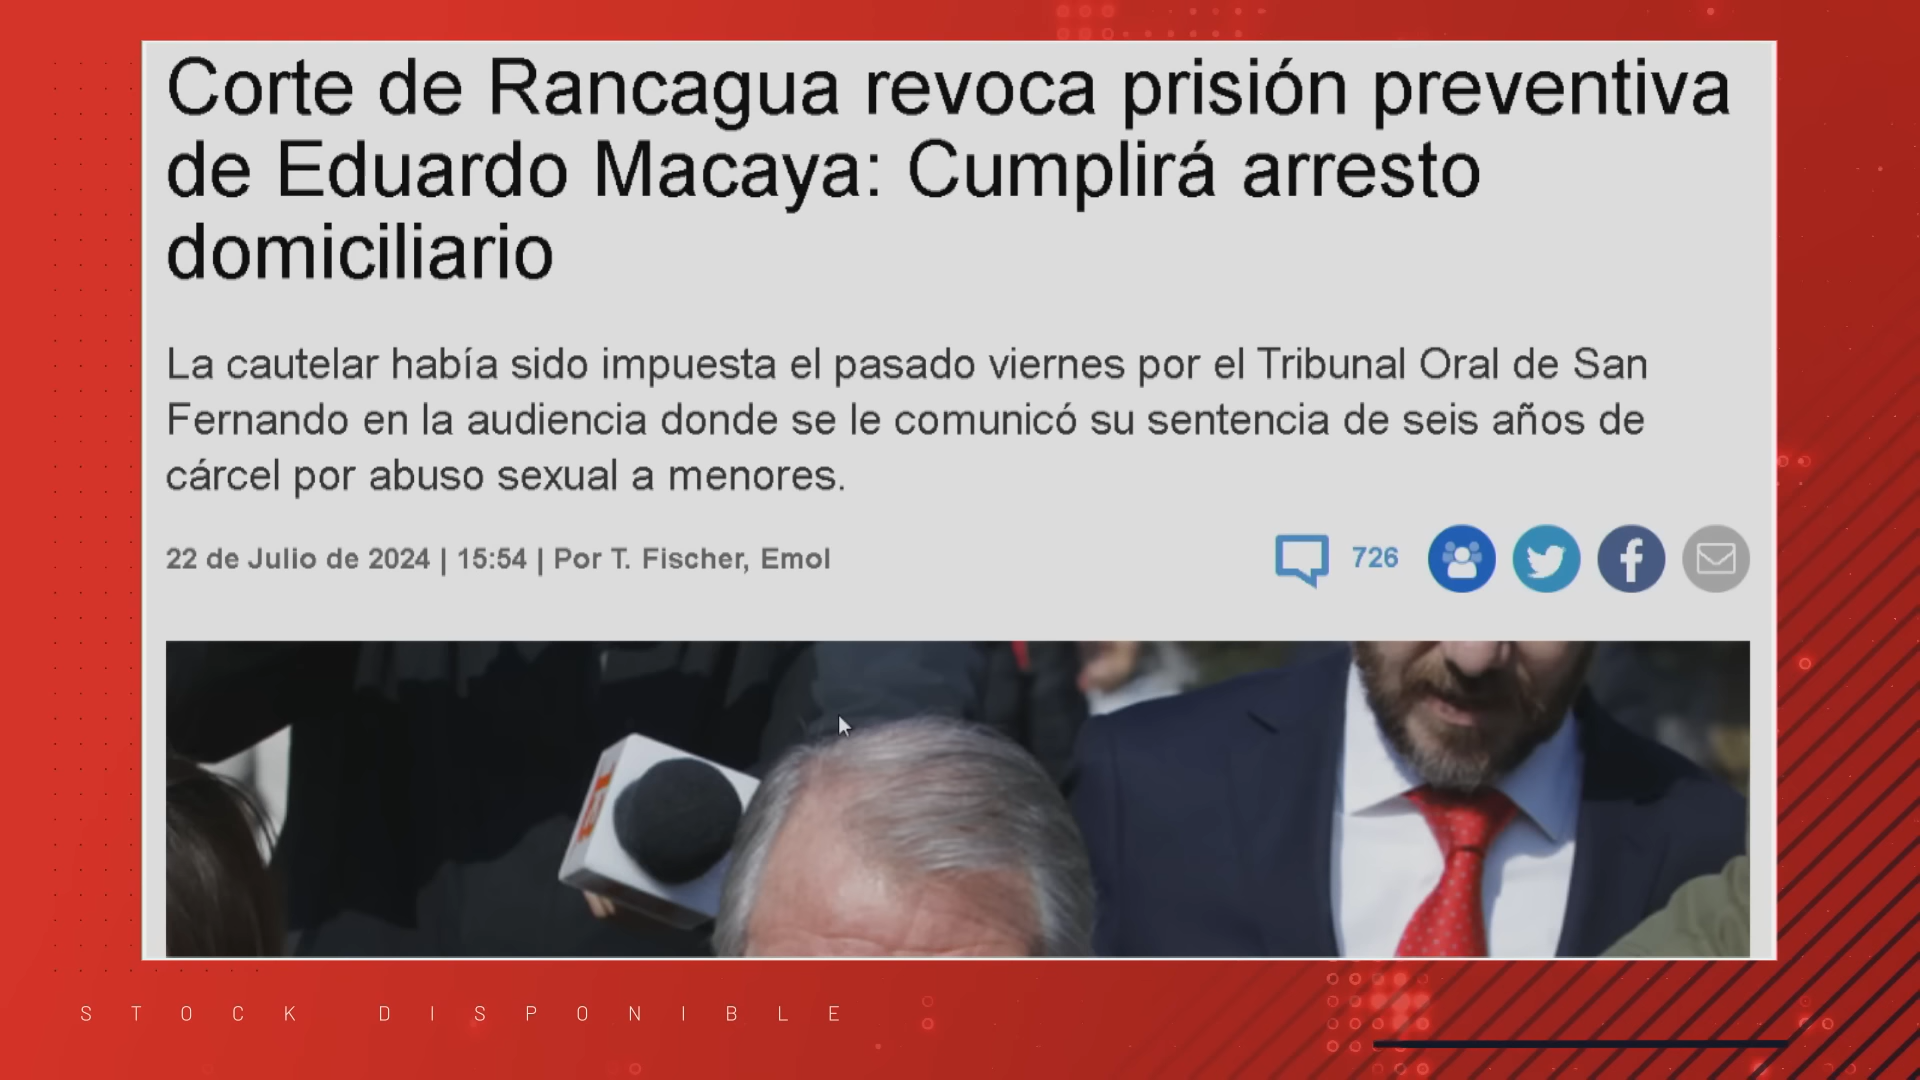 Corte de Rancagua revoca prisión preventiva
de Eduardo Macaya: Cumplirá arresto
domiciliario
La cautelar había sido impuesta el pasado viernes por el Tribunal Oral de San
Fernando en la audiencia donde se le comunicó su sentencia de seis años de
cárcel por abuso sexual a menores.
22 de Julio de 2024 | 15:54 | Por T. Fischer, Emol
726
STOCK DISPONIBLE